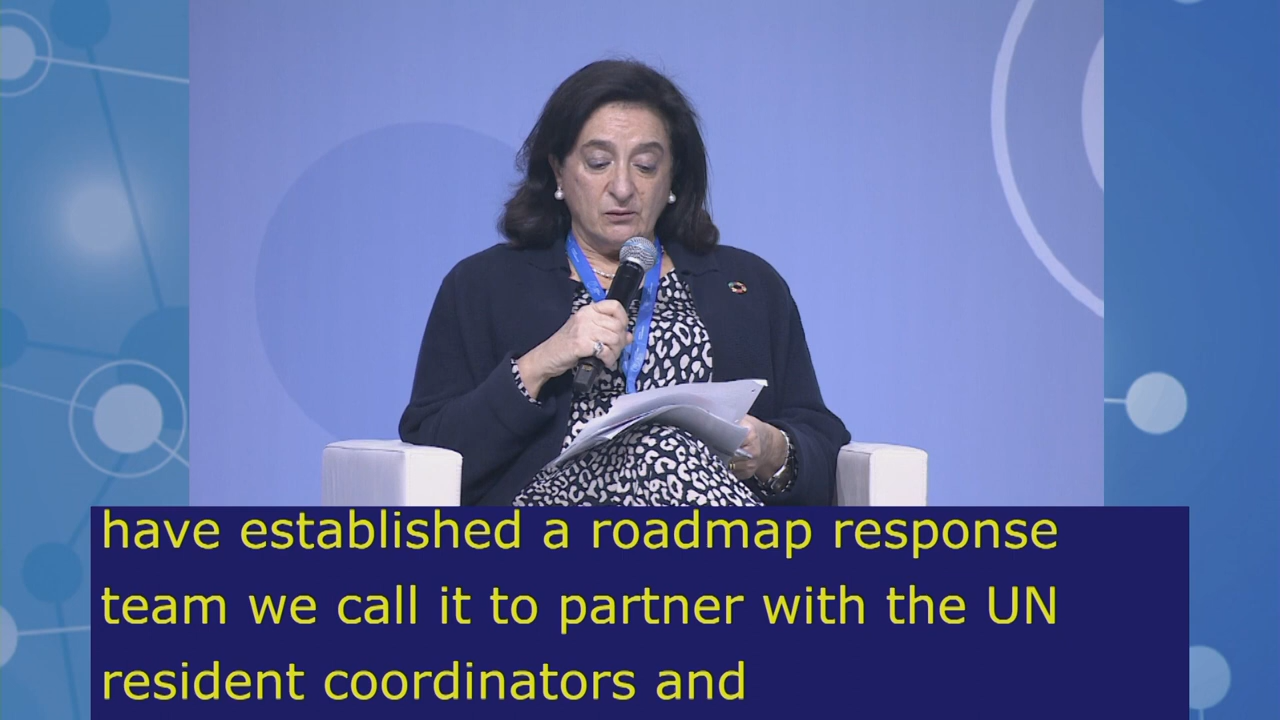 have established a roadmap response
team we call it to partner with the UN
resident coordinators and